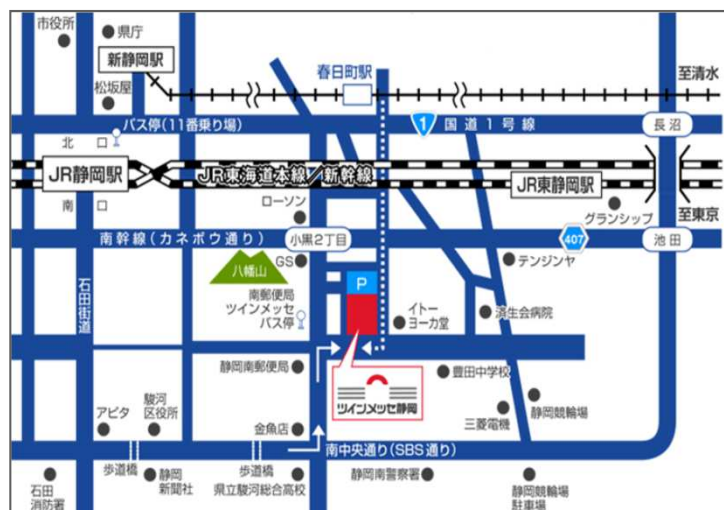 市役所
県庁
新静岡駅
松坂屋
春日町駅
至清水
バス停(11番乗り場)
1
国道1号線
長沼
北口
JR静岡駅
JR東海道本線/新幹線
JR東静岡駅
南口
ローソン
グランシップ
至東京
南幹線(カネボウ通り)
小黒2丁目
407
池田
八幡山
GS
テンジンヤ
石田街道
P
南郵便局
ツインメッセ
バス停
イトー
ヨーカ堂
済生会病院
静岡南郵便局
豊田中学校
ツインメッセ静岡
アピタ
駿河
区役所
金魚店
三菱電機
静岡競輪場
南中央通り(SBS通り)
歩道橋
歩道橋
石田
消防署
静岡
新聞社
県立駿河総合高校
静岡南警察署
静岡競輪場
駐車場